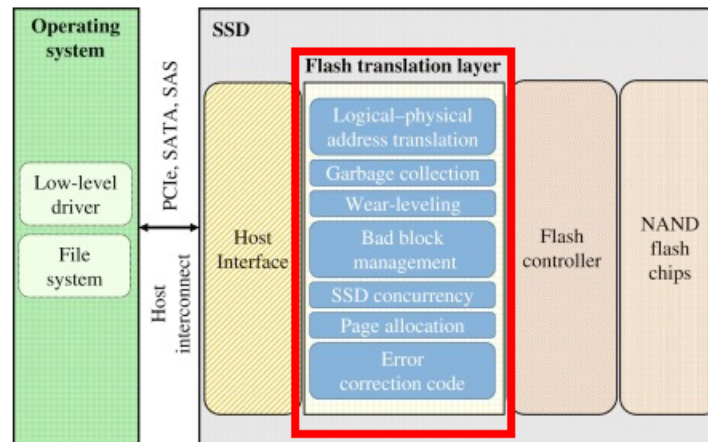 Operating
system
Low-level
driver
File
system
PCIe, SATA, SAS
Host
interconnect
SSD
Host
Interface
Flash translation layer
Logical–physical
address translation
Garbage collection
Wear-leveling
Bad block
management
SSD concurrency
Page allocation
Error
correction code
Flash
controller
NAND
flash
chips